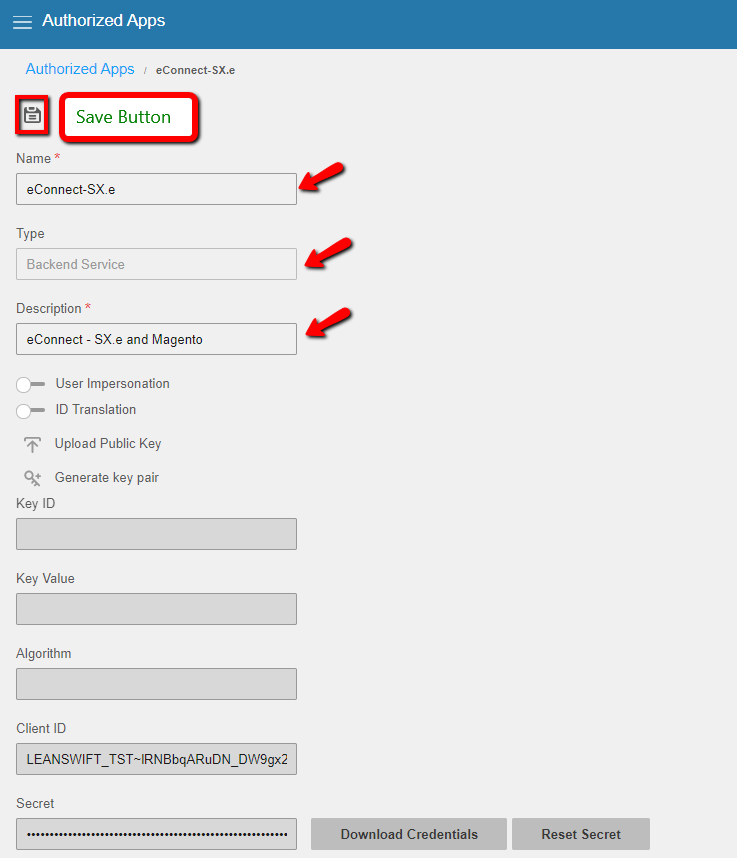 Authorized Apps
Authorized Apps / eConnect-SX.e
Save Button
Name *
eConnect-SX.e
Type
Backend Service
Description *
eConnect - SX.e and Magento
User Impersonation
ID Translation
Upload Public Key
Generate key pair
Key ID
Key Value
Algorithm
Client ID
LEANSWIFT_TST~IRNBbqARuDN_DW9gx2
Secret
Download Credentials Reset Secret